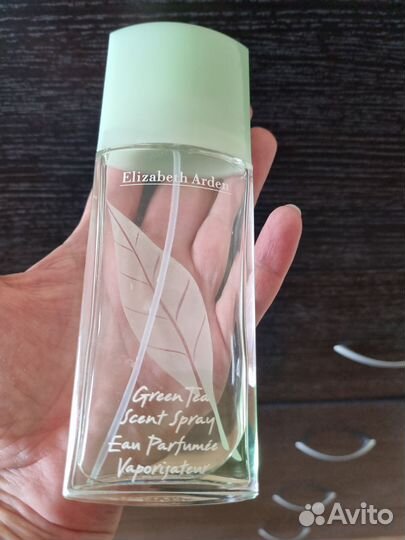 Elizabeth Arden
Green Tea
Scent Spray
Eau Parfumée
Vaporisateur
Avito